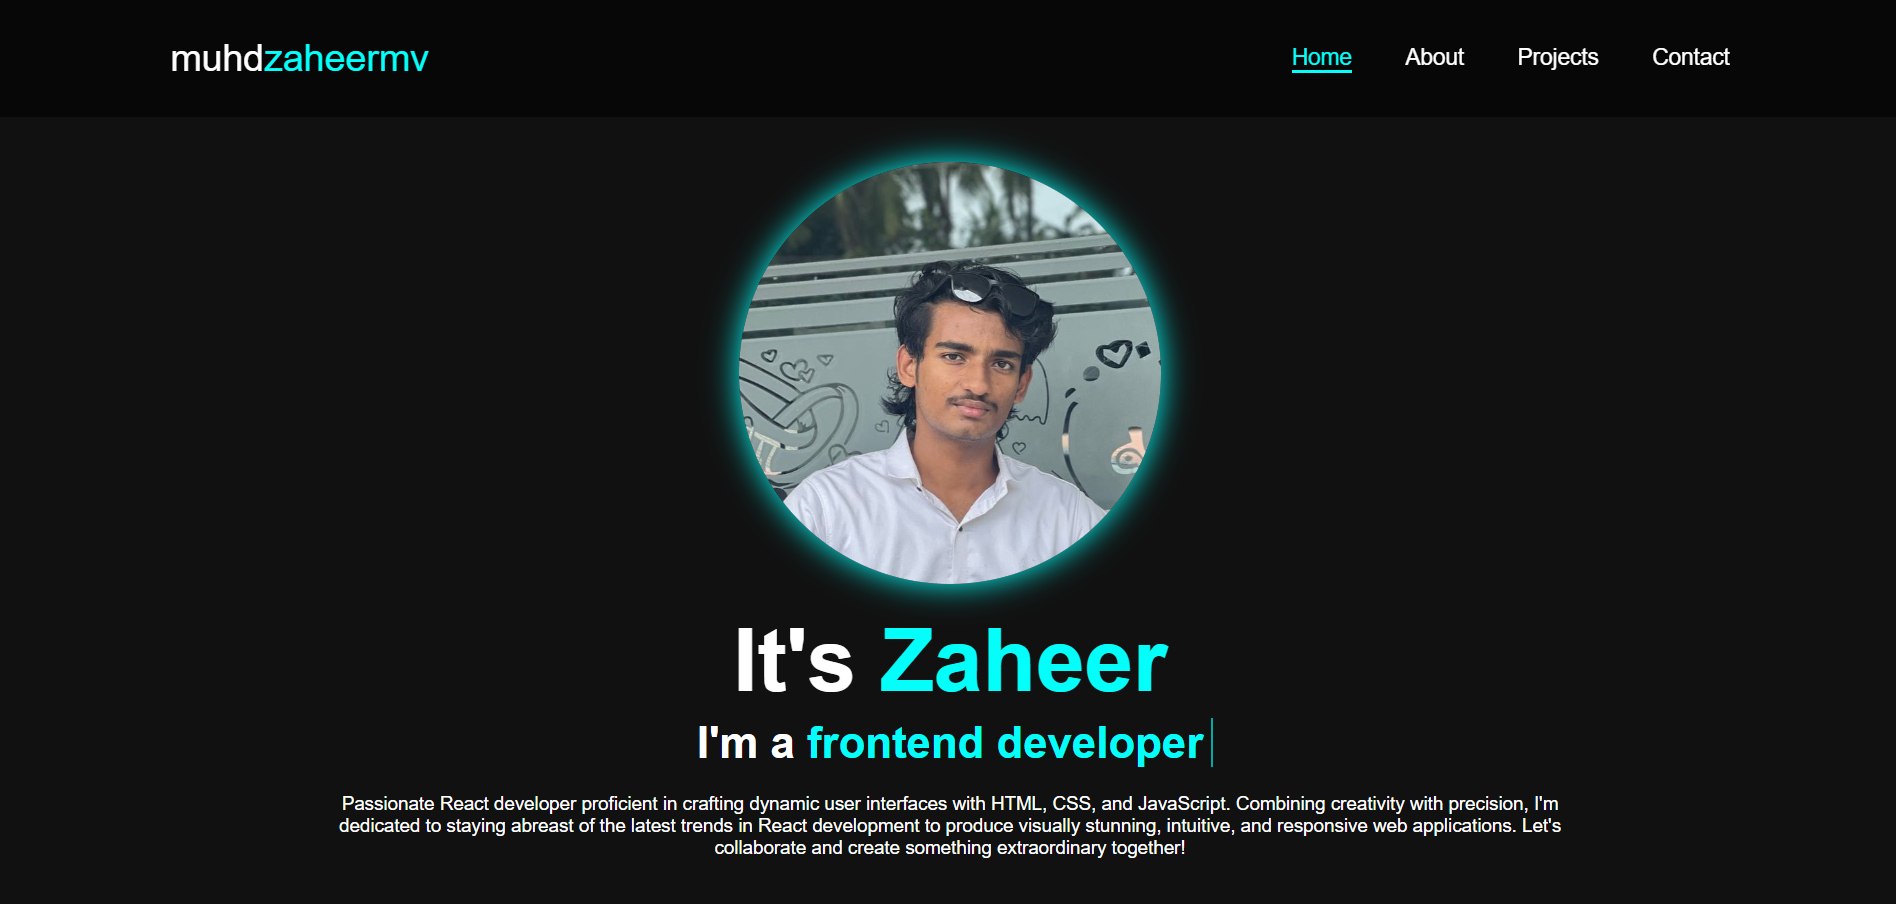 muhdzaheermv
Home About Projects Contact
It's Zaheer
I'm a frontend developer
Passionate React developer proficient in crafting dynamic user interfaces with HTML, CSS, and JavaScript. Combining creativity with precision, I'm
dedicated to staying abreast of the latest trends in React development to produce visually stunning, intuitive, and responsive web applications. Let's
collaborate and create something extraordinary together!